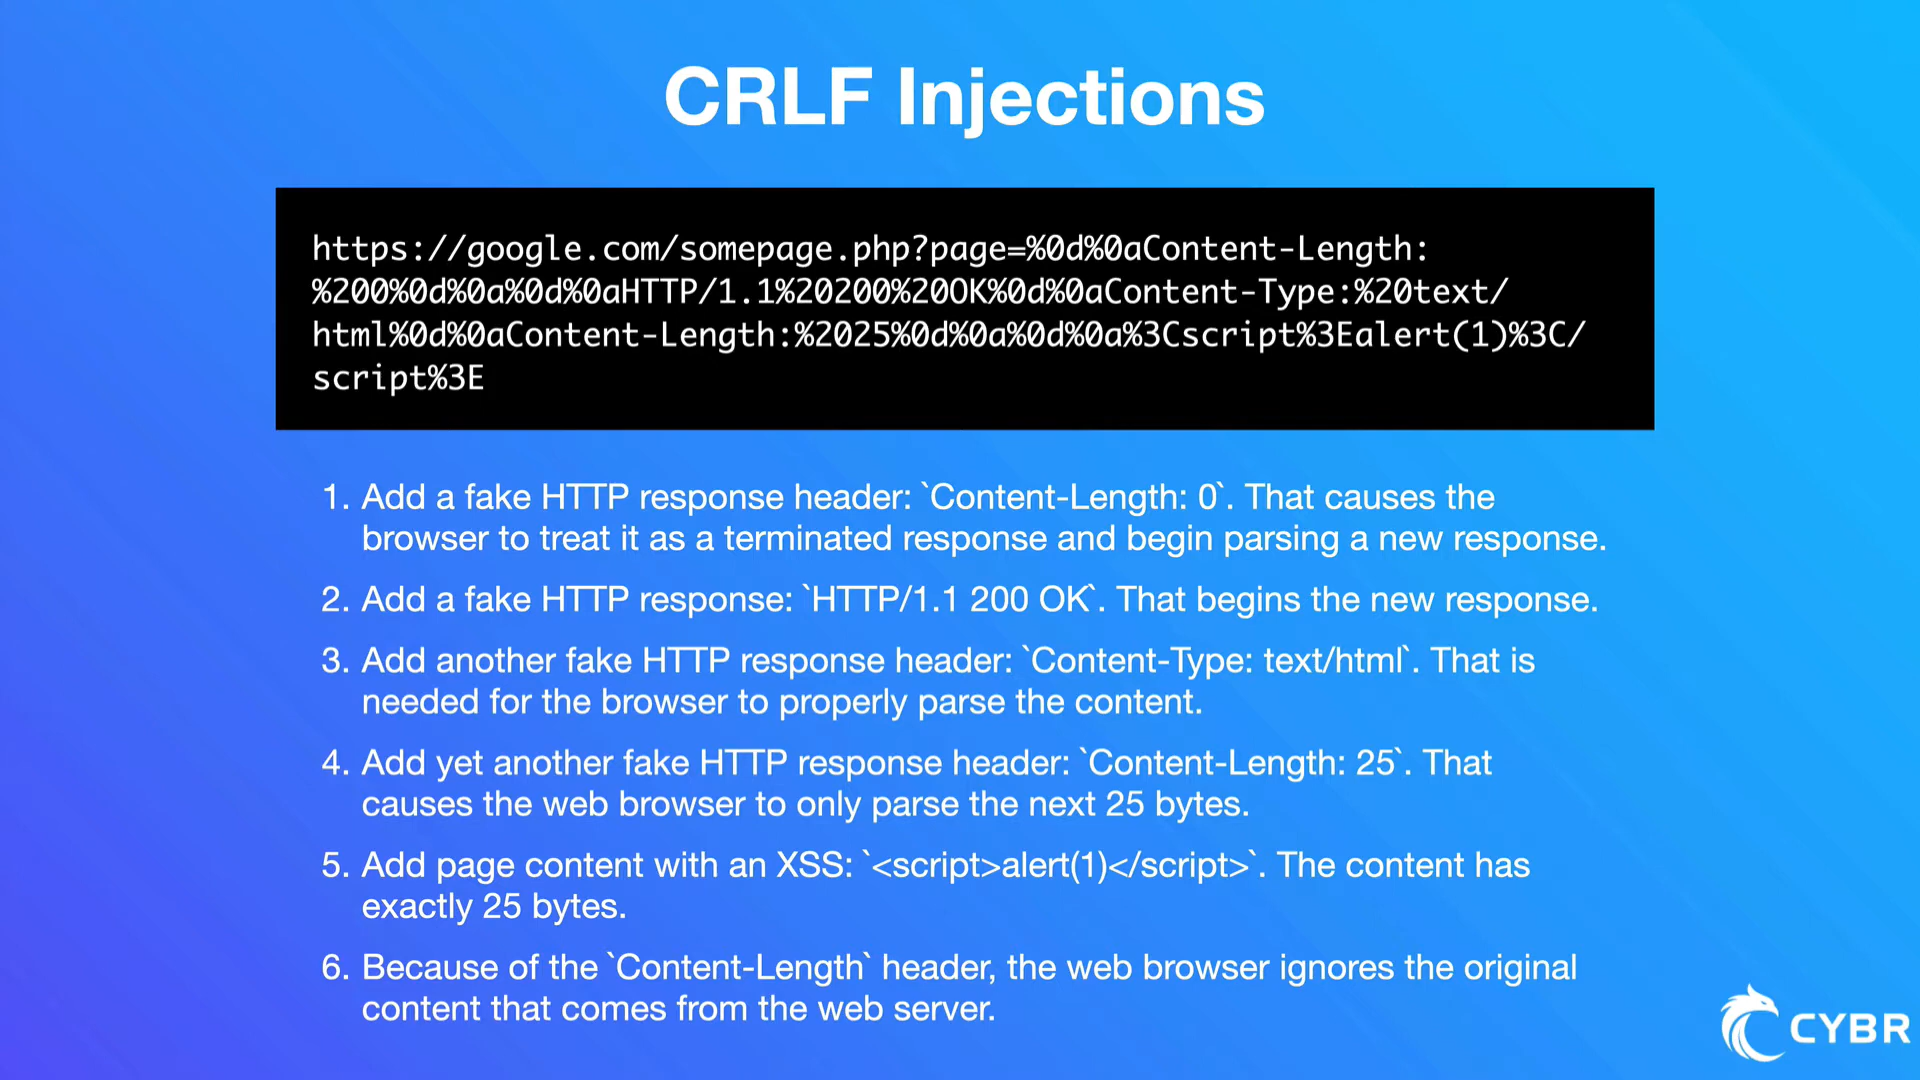 CRLF Injections
https://google.com/somepage.php?page=%0d%0aContent-Length:
%200%0d%0a%0d%0aHTTP/1.1%20200%20OK%0d%0aContent-Type:%20text/
html%0d%0aContent-Length:%2025%0d%0a%0d%0a%3Cscript%3Ealert(1)%3C/
script%3E
1. Add a fake HTTP response header: `Content-Length: 0`. That causes the
browser to treat it as a terminated response and begin parsing a new response.
2. Add a fake HTTP response: `HTTP/1.1 200 OK`. That begins the new response.
3. Add another fake HTTP response header: `Content-Type: text/html`. That is
needed for the browser to properly parse the content.
4. Add yet another fake HTTP response header: `Content-Length: 25`. That
causes the web browser to only parse the next 25 bytes.
5. Add page content with an XSS: `<script>alert(1)</script>`. The content has
exactly 25 bytes.
6. Because of the `Content-Length` header, the web browser ignores the original
content that comes from the web server.
CYBR